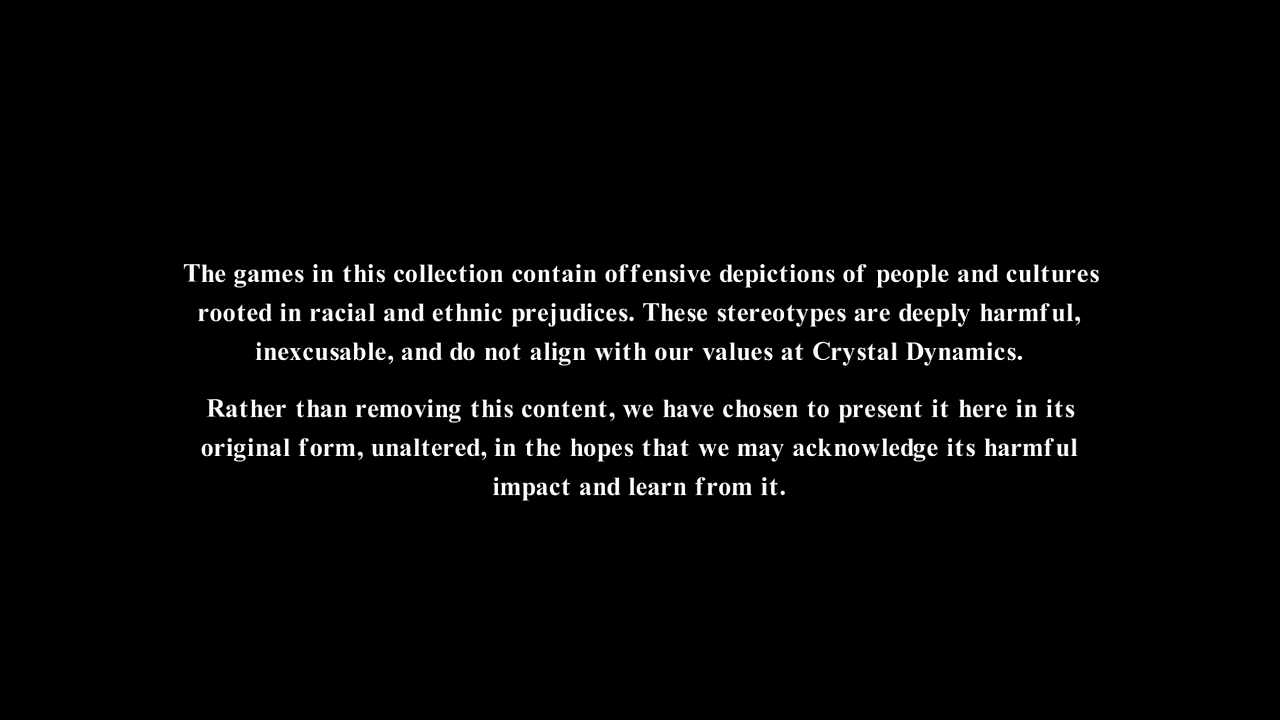 The games in this collection contain offensive depictions of people and cultures
rooted in racial and ethnic prejudices. These stereotypes are deeply harmful,
inexcusable, and do not align with our values at Crystal Dynamics.
Rather than removing this content, we have chosen to present it here in its
original form, unaltered, in the hopes that we may acknowledge its harmful
impact and learn from it.